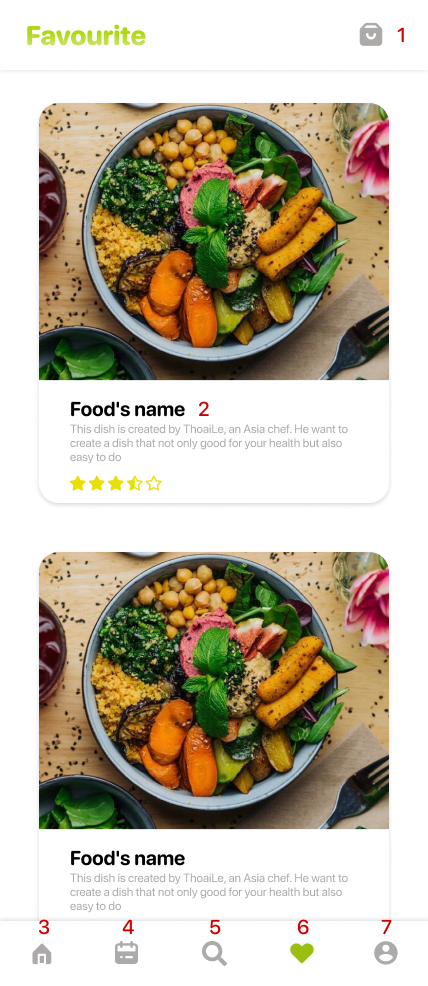 Favourite
1
Food's name 2
This dish is created by ThoaiLe, an Asia chef. He want to
create a dish that not only good for your health but also
easy to do
Food's name
This dish is created by ThoaiLe, an Asia chef. He want to
create a dish that not only good for your health but also
easy to do
3 4 5 6 7